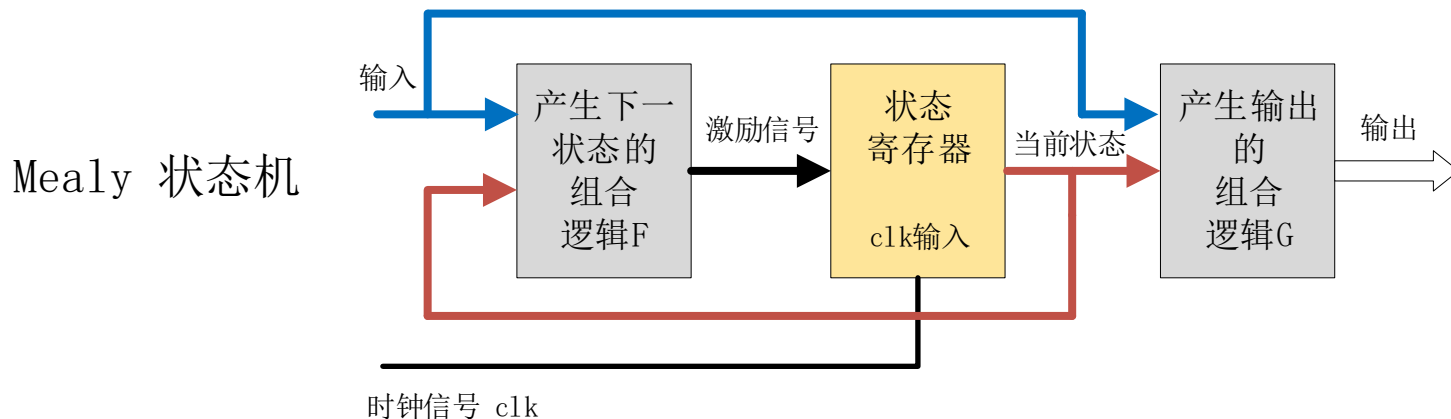 Mealy 状态机
输入
产生下一
状态的
组合
逻辑F
激励信号
状态
寄存器
clk输入
当前状态
产生输出
的
组合
逻辑G
输出
时钟信号 clk